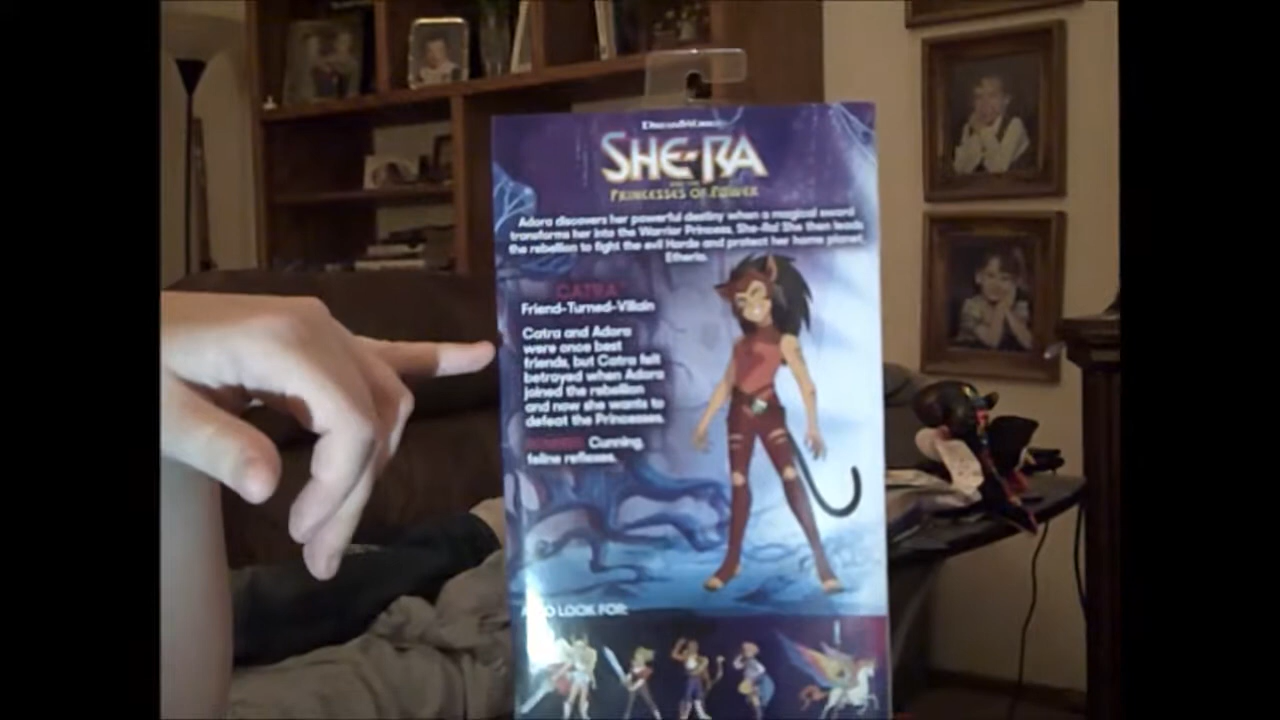 DREAMWORKS
SHE-RA
AND THE
PRINCESSES OF POWER
Adora discovers her powerful destiny when a magical sword
transforms her into the Warrior Princess, She-Ra! She then leads
the rebellion to fight the evil Horde and protect her home planet
Etheria.
CATRA
Friend-Turned-Villain
Catra and Adora
were once best
friends, but Catra felt
betrayed when Adora
joined the rebellion
and now she wants to
defeat the Princesses.
POWERS: Cunning,
feline reflexes.
ALSO LOOK FOR: